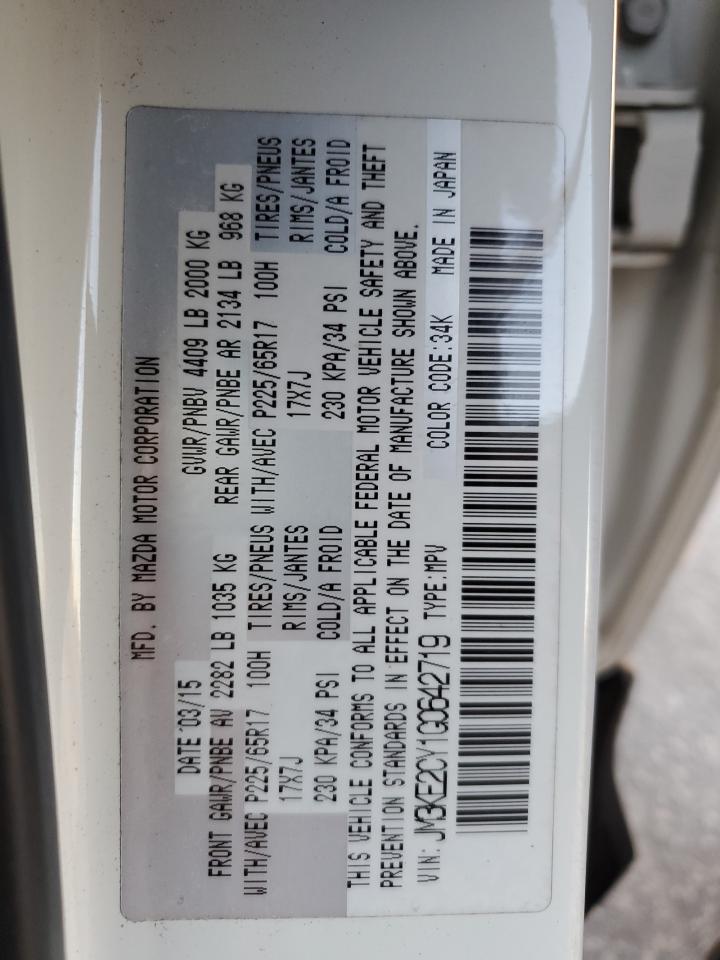 MFD. BY MAZDA MOTOR CORPORATION
DATE 03/15 GVWR/PNBV 4409 LB 2000 KG
FRONT GAWR/PNBE AV 2282 LB 1035 KG REAR GAWR/PNBE AR 2134 LB 968 KG
WITH/AVEC P225/65R17 100H TIRES/PNEUS WITH/AVEC P225/65R17 100H TIRES/PNEUS
17X7J RIMS/JANTES 17X7J RIMS/JANTES
230 KPA/34 PSI COLD/A FROID 230 KPA/34 PSI COLD/A FROID
THIS VEHICLE CONFORMS TO ALL APPLICABLE FEDERAL MOTOR VEHICLE SAFETY AND THEFT
PREVENTION STANDARDS IN EFFECT ON THE DATE OF MANUFACTURE SHOWN ABOVE.
VIN: JM3KE2CY1G0642719 TYPE:MPV COLOR CODE:34K MADE IN JAPAN